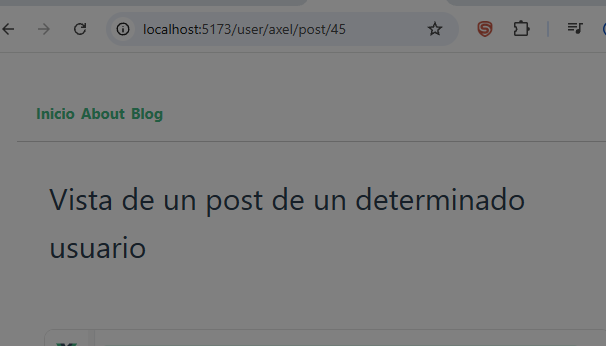 localhost:5173/user/axel/post/45
Inicio About Blog
Vista de un post de un determinado
usuario